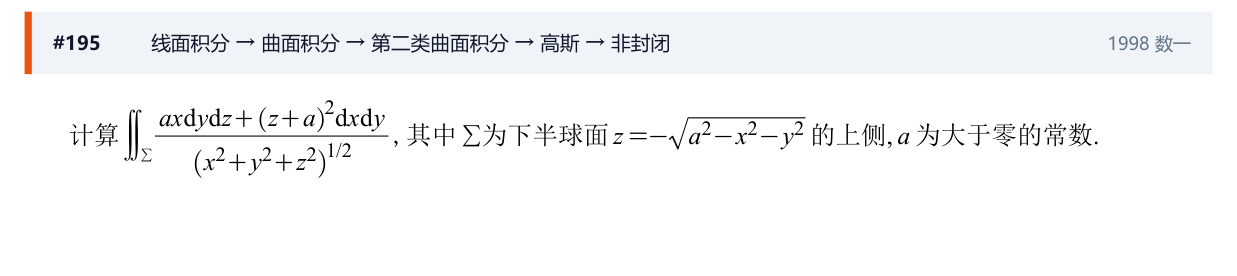 #195 线面积分 → 曲面积分 → 第二类曲面积分 → 高斯 → 非封闭 1998 数一
计算 ∬_Σ (axdydz+(z+a)²dxdy)/(x²+y²+z²)^{1/2}, 其中 Σ为下半球面 z=−√(a²−x²−y²) 的上侧, a 为大于零的常数.